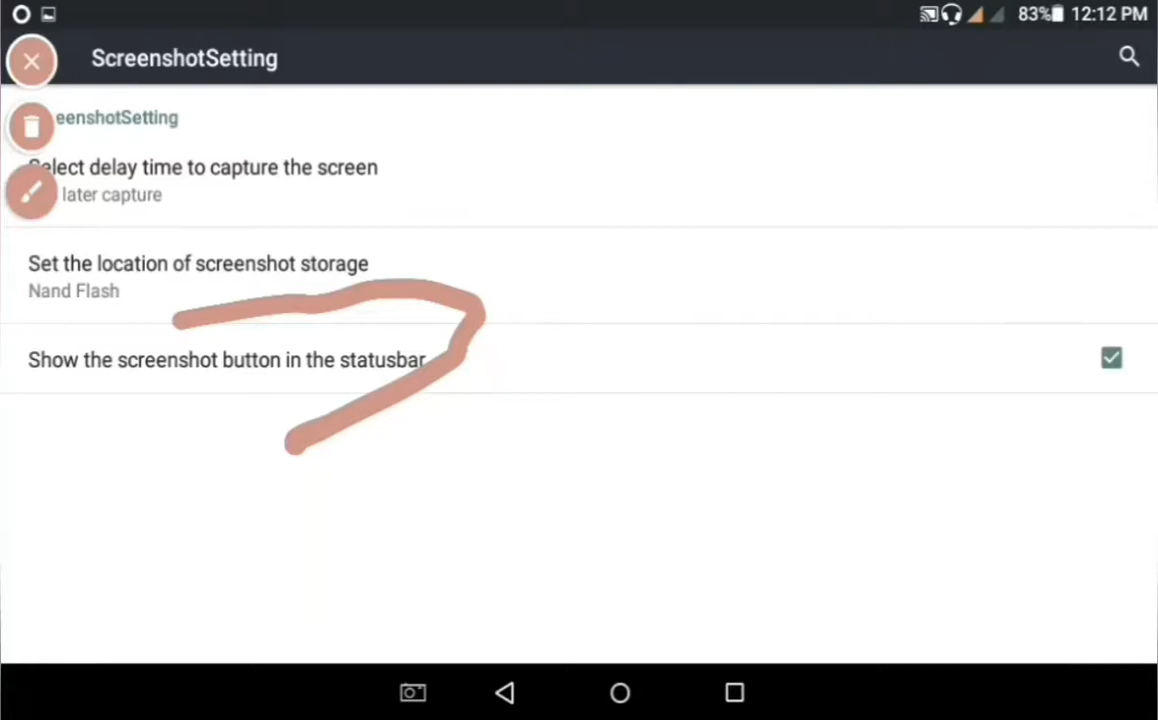 83% 12:12 PM
ScreenshotSetting
eenshotSetting
Select delay time to capture the screen
later capture
Set the location of screenshot storage
Nand Flash
Show the screenshot button in the statusbar